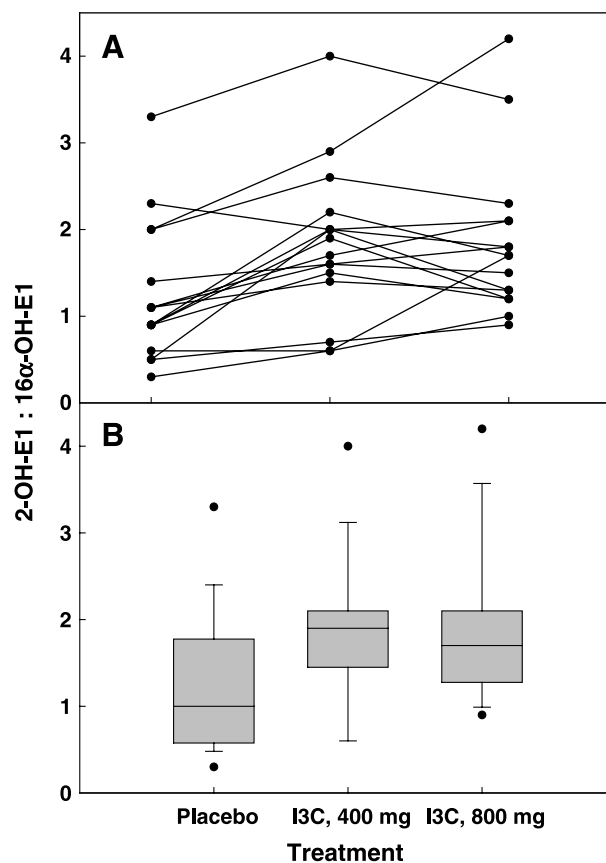 A
4
3
2
1
0
B
4
3
2
1
0
2-OH-E1 : 16α-OH-E1
Placebo I3C, 400 mg I3C, 800 mg
Treatment